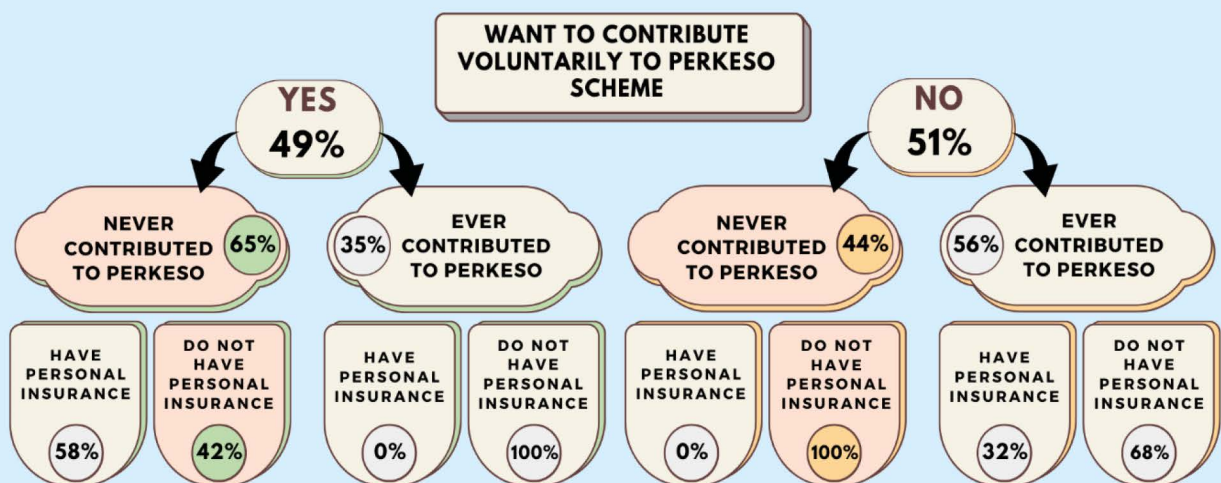 WANT TO CONTRIBUTE
VOLUNTARILY TO PERKESO
SCHEME
YES
49%
NO
51%
NEVER
CONTRIBUTED
TO PERKESO
65%
35%
EVER
CONTRIBUTED
TO PERKESO
NEVER
CONTRIBUTED
TO PERKESO
44%
56%
EVER
CONTRIBUTED
TO PERKESO
HAVE
PERSONAL
INSURANCE
58%
DO NOT
HAVE
PERSONAL
INSURANCE
42%
HAVE
PERSONAL
INSURANCE
0%
DO NOT
HAVE
PERSONAL
INSURANCE
100%
HAVE
PERSONAL
INSURANCE
0%
DO NOT
HAVE
PERSONAL
INSURANCE
100%
HAVE
PERSONAL
INSURANCE
32%
DO NOT
HAVE
PERSONAL
INSURANCE
68%